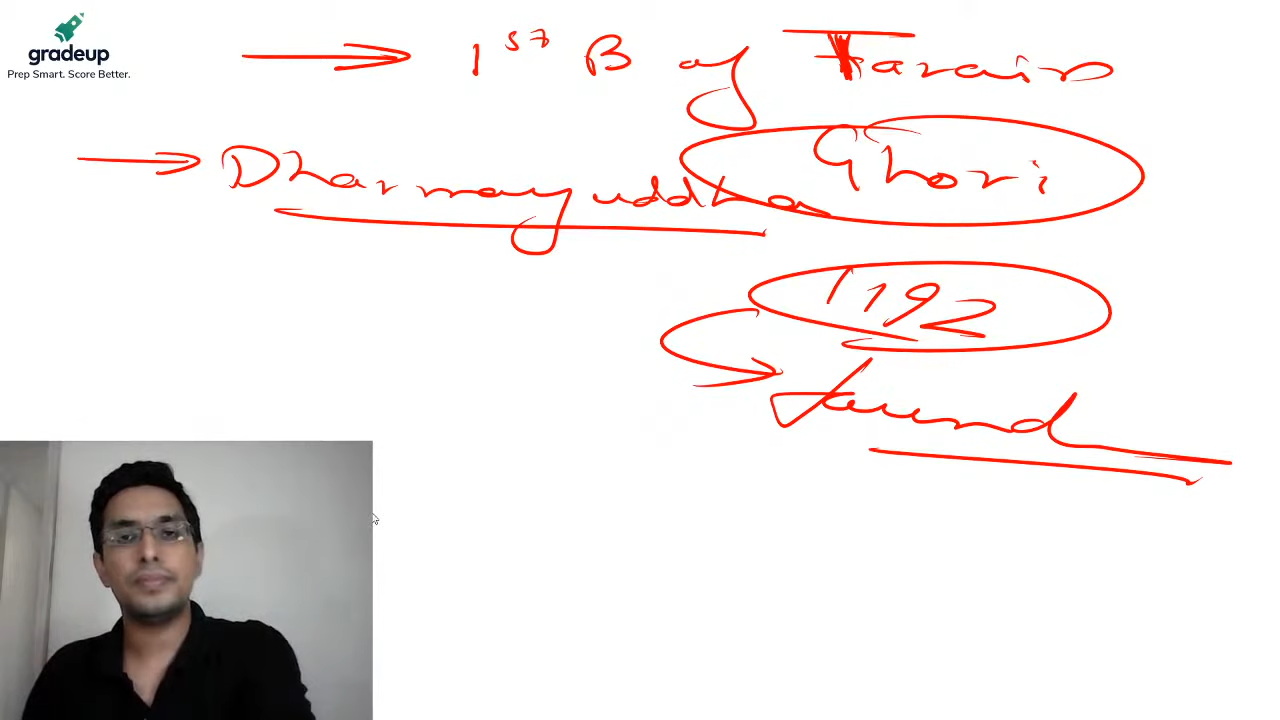 gradeup
Prep Smart. Score Better.
1st B of Tarain
Dharmayuddha
Ghori
1192